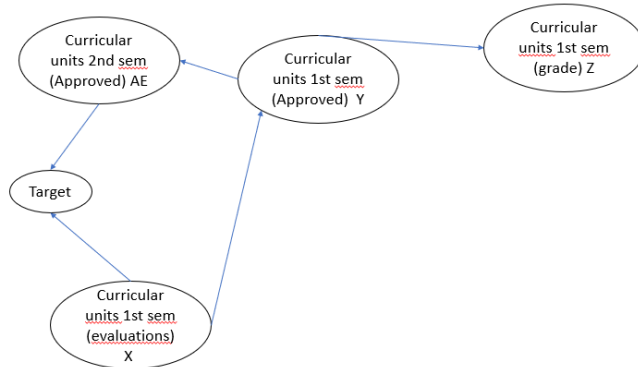 Curricular
units 2nd sem
(Approved) AE
Curricular
units 1st sem
(Approved) Y
Curricular
units 1st sem
(grade) Z
Target
Curricular
units 1st sem
(evaluations)
X